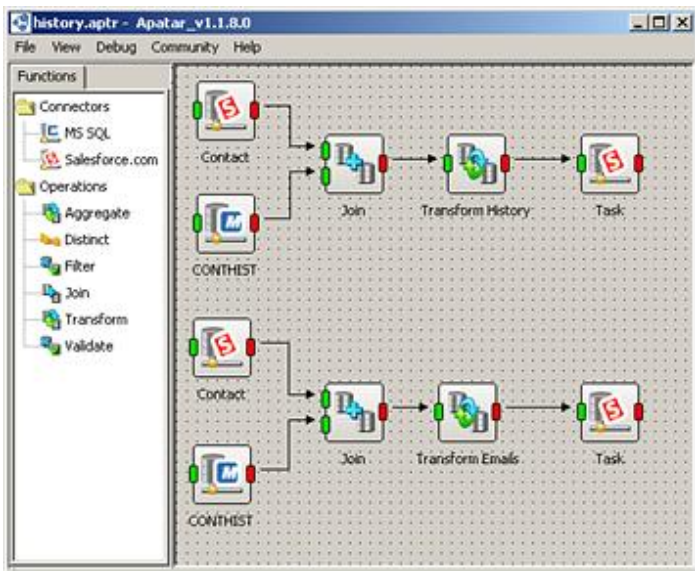 history.aptr - Apatar_v1.1.8.0
File View Debug Community Help
Functions
Connectors
MS SQL
Salesforce.com
Operations
Aggregate
Distinct
Filter
Join
Transform
Validate
Contact
CONTHIST
Join
Transform History
Task
Contact
CONTHIST
Join
Transform Emails
Task